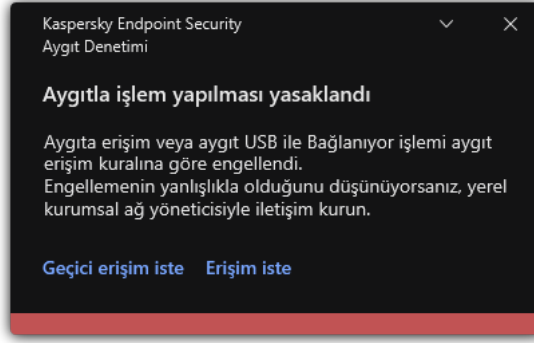 Kaspersky Endpoint Security
Aygıt Denetimi
Aygıtla işlem yapılması yasaklandı
Aygıta erişim veya aygıt USB ile Bağlanıyor işlemi aygıt
erişim kuralına göre engellendi.
Engellemenin yanlışlıkla olduğunu düşünüyorsanız, yerel
kurumsal ağ yöneticisiyle iletişim kurun.
Geçici erişim iste Erişim iste